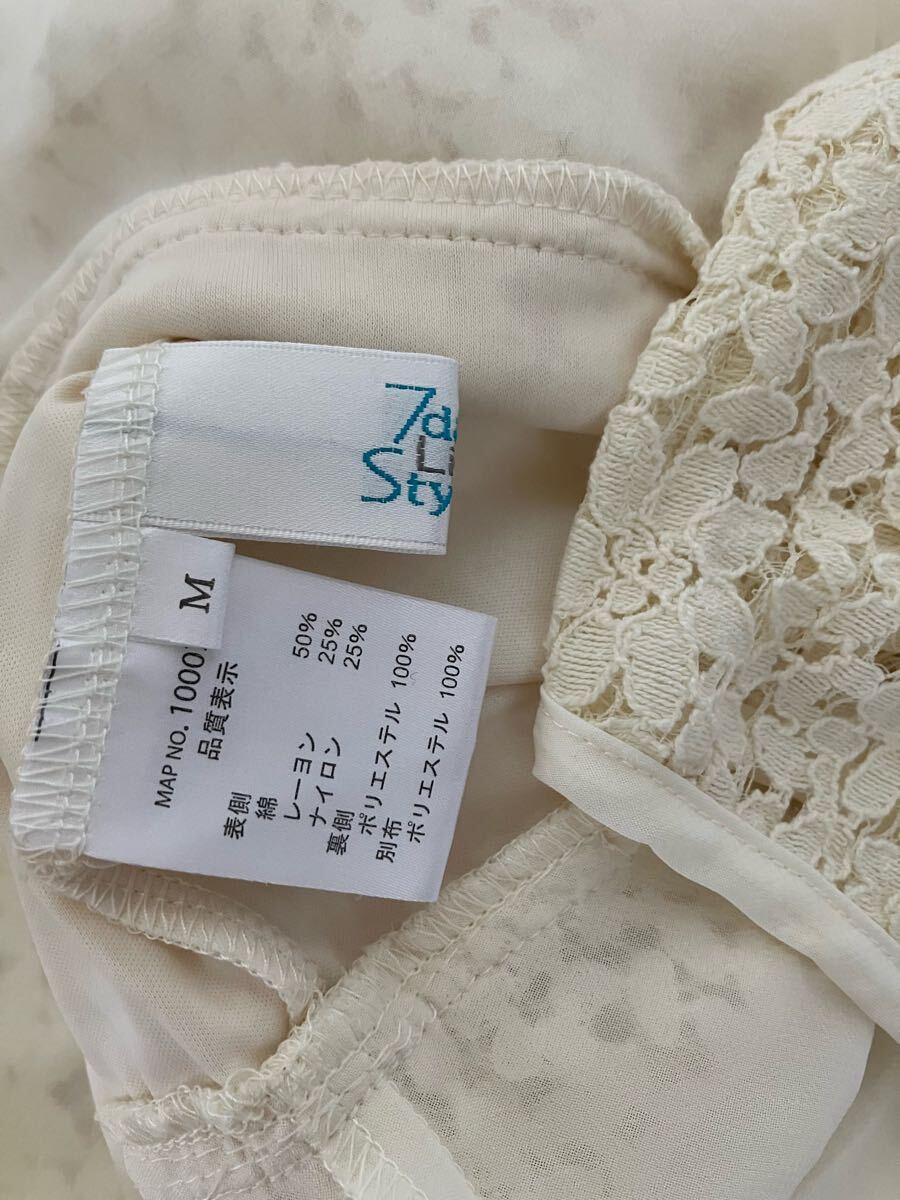 7d
Sty
M
MAP NO. 1000
品質表示
表側
綿 50%
レーヨン 25%
ナイロン 25%
裏側
ポリエステル 100%
別布
ポリエステル 100%